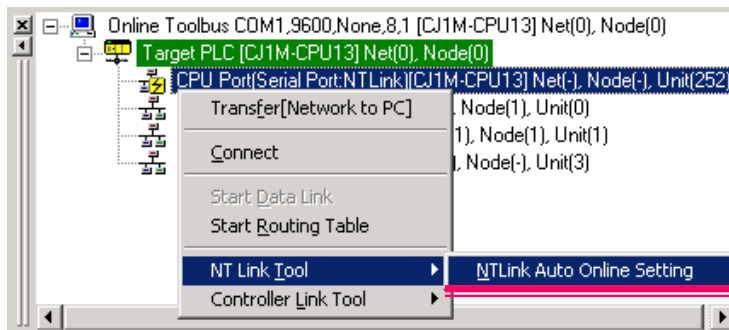 Online Toolbus COM1,9600,None,8,1 [CJ1M-CPU13] Net(0), Node(0)
Target PLC [CJ1M-CPU13] Net(0), Node(0)
CPU Port(Serial Port:NTLink)[CJ1M-CPU13] Net(-), Node(-), Unit(252)
, Node(1), Unit(0)
1), Node(1), Unit(1)
), Node(-), Unit(3)
Transfer[Network to PC]
Connect
Start Data Link
Start Routing Table
NT Link Tool
NTLink Auto Online Setting
Controller Link Tool